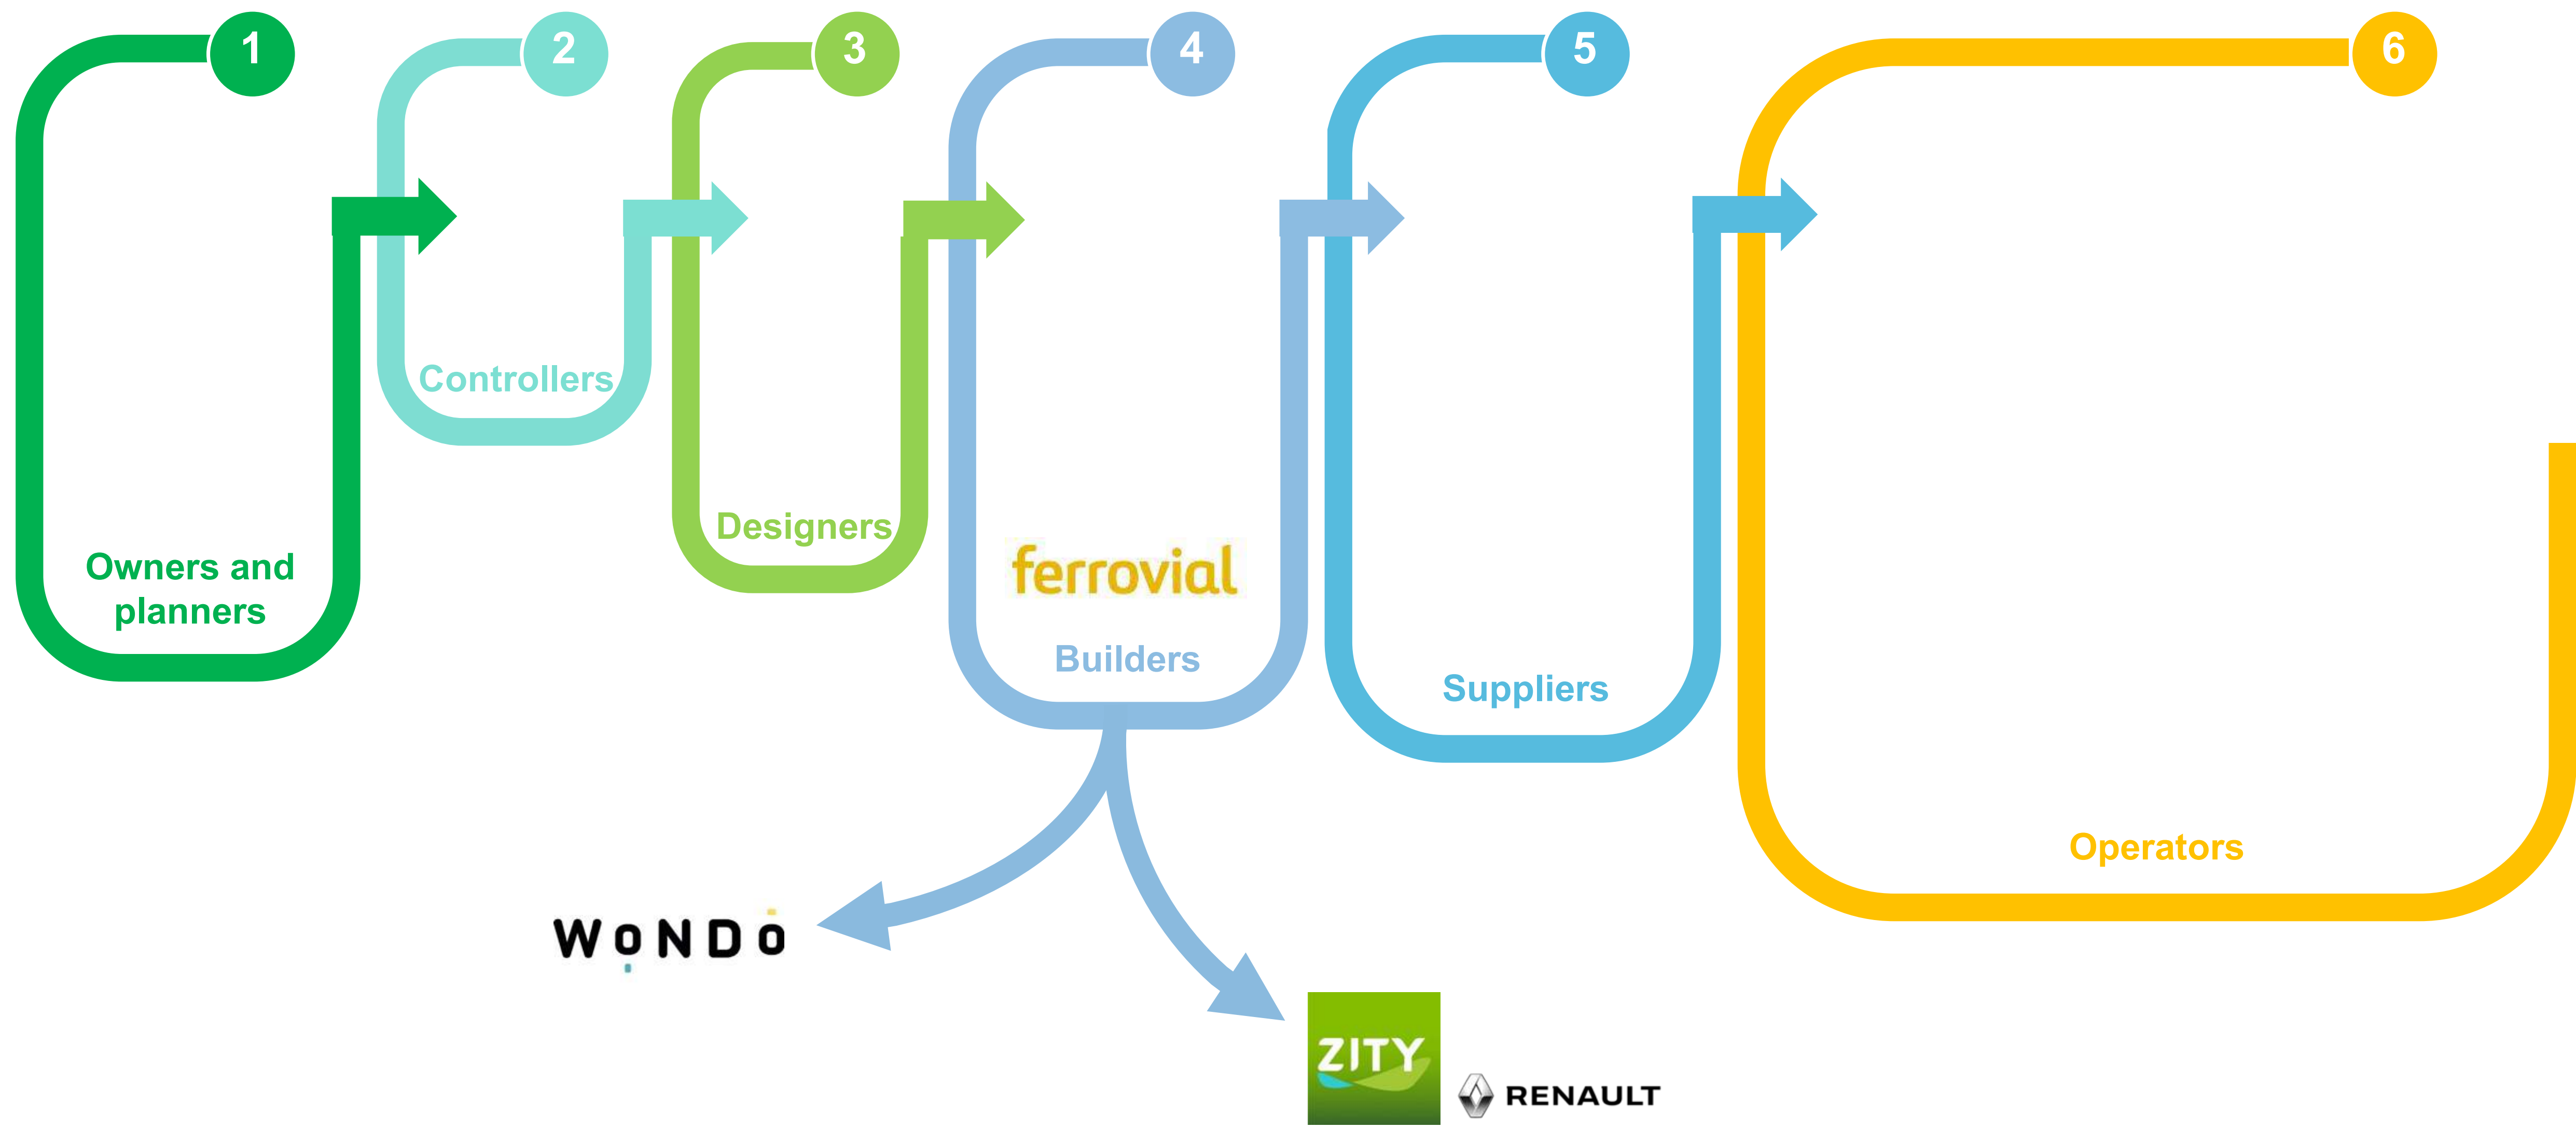 1
2
3
4
5
6
Controllers
Designers
Owners and
planners
ferrovial
Builders
Suppliers
Operators
WoNDo
ZITY
RENAULT